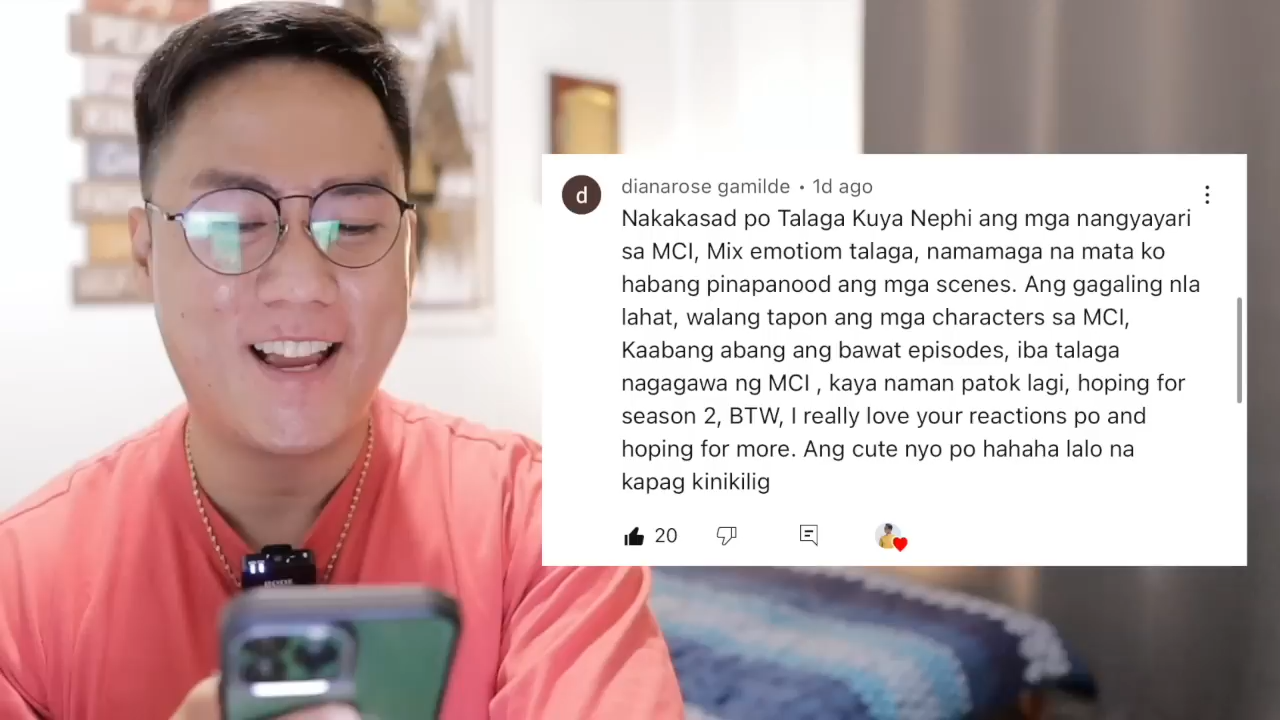 dianarose gamilde • 1d ago
Nakakasad po Talaga Kuya Nephi ang mga nangyayari
sa MCI, Mix emotiom talaga, namamaga na mata ko
habang pinapanood ang mga scenes. Ang gagaling nla
lahat, walang tapon ang mga characters sa MCI,
Kaabang abang ang bawat episodes, iba talaga
nagagawa ng MCI , kaya naman patok lagi, hoping for
season 2, BTW, I really love your reactions po and
hoping for more. Ang cute nyo po hahaha lalo na
kapag kinikilig
20
d